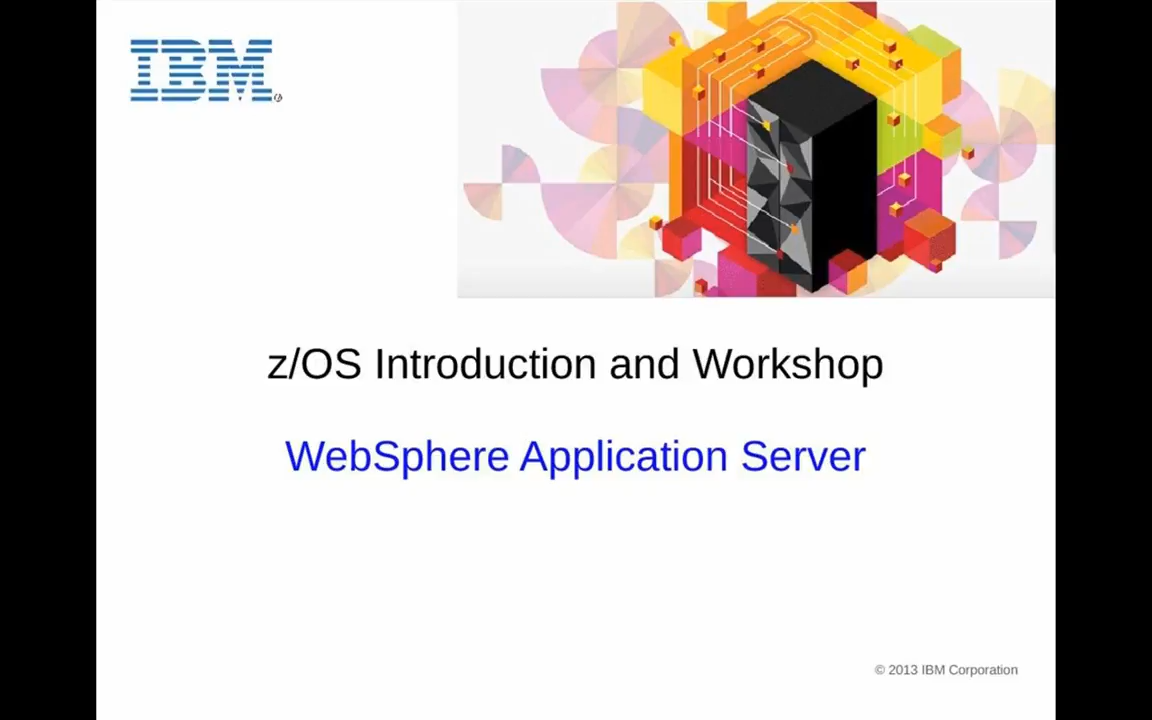 IBM®
z/OS Introduction and Workshop
WebSphere Application Server
© 2013 IBM Corporation